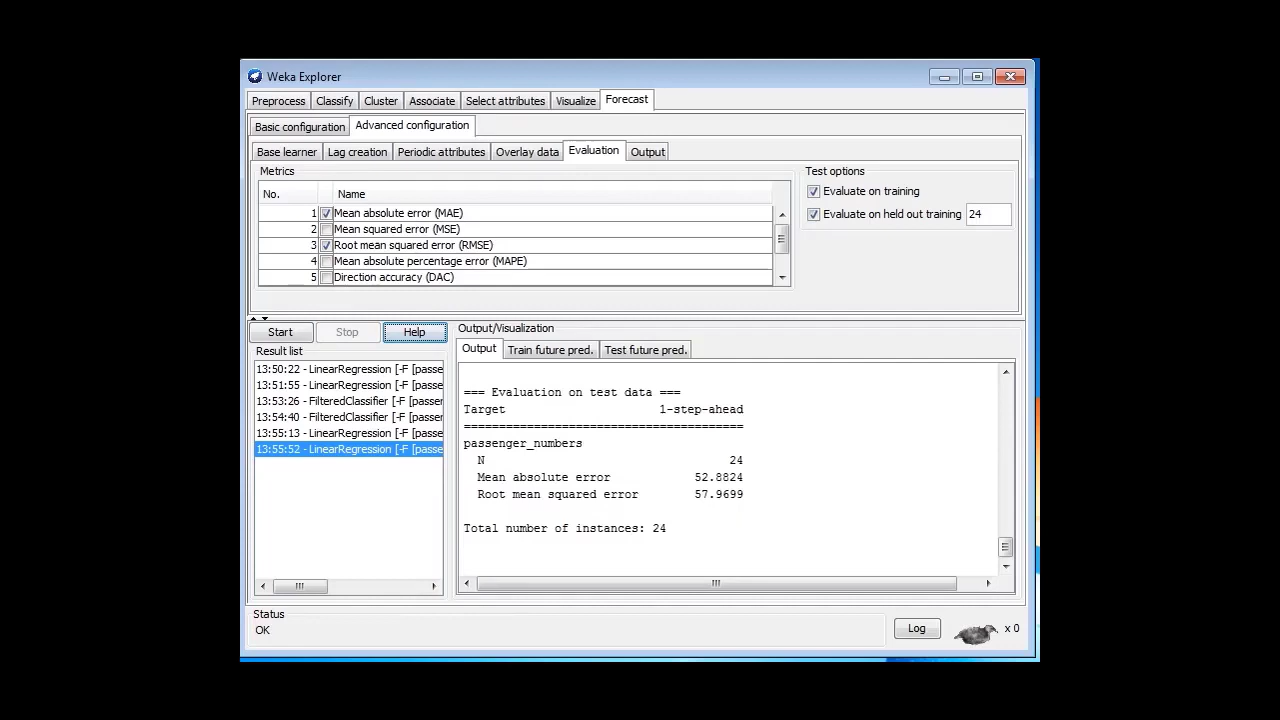 Weka Explorer
Preprocess Classify Cluster Associate Select attributes Visualize Forecast
Basic configuration Advanced configuration
Base learner Lag creation Periodic attributes Overlay data Evaluation Output
Metrics
No. Name
1 Mean absolute error (MAE)
2 Mean squared error (MSE)
3 Root mean squared error (RMSE)
4 Mean absolute percentage error (MAPE)
5 Direction accuracy (DAC)
Test options
Evaluate on training
Evaluate on held out training 24
Start Stop Help
Result list
13:50:22 - LinearRegression [-F [passe
13:51:55 - LinearRegression [-F [passe
13:53:26 - FilteredClassifier [-F [passe
13:54:40 - FilteredClassifier [-F [passe
13:55:13 - LinearRegression [-F [passe
13:55:52 - LinearRegression [-F [passe
Output/Visualization
Output Train future pred. Test future pred.
=== Evaluation on test data ===
Target 1-step-ahead
==========================================
passenger_numbers
N 24
Mean absolute error 52.8824
Root mean squared error 57.9699
Total number of instances: 24
Status
OK
Log x 0